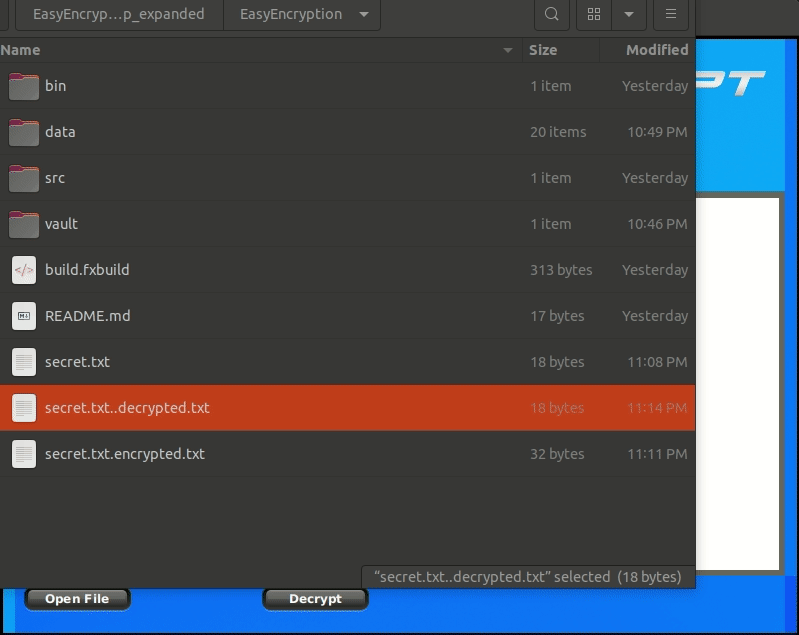 EasyEncryp...p_expanded EasyEncryption
Name Size Modified
PT
bin 1 item Yesterday
data 20 items 10:49 PM
src 1 item Yesterday
vault 1 item 10:46 PM
build.fxbuild 313 bytes Yesterday
README.md 17 bytes Yesterday
secret.txt 18 bytes 11:08 PM
secret.txt..decrypted.txt 18 bytes 11:14 PM
secret.txt.encrypted.txt 32 bytes 11:11 PM
“secret.txt..decrypted.txt” selected (18 bytes)
Open File Decrypt